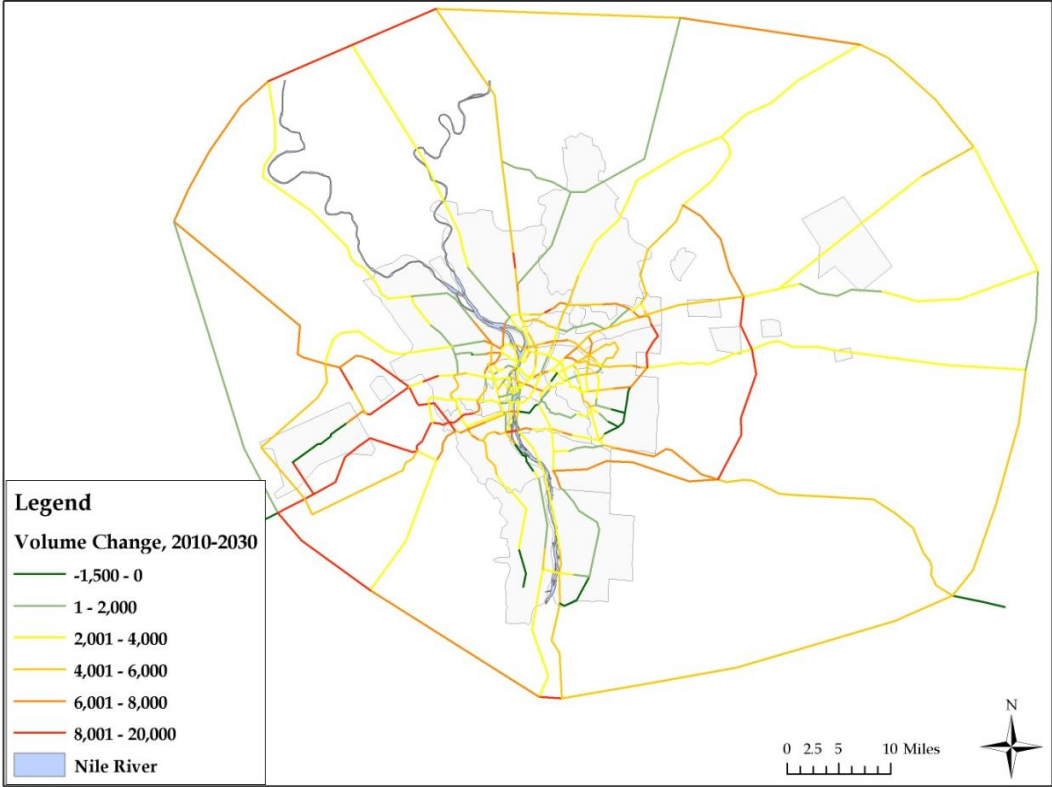 Legend
Volume Change, 2010-2030
-1,500 - 0
1 - 2,000
2,001 - 4,000
4,001 - 6,000
6,001 - 8,000
8,001 - 20,000
Nile River
N
0 2.5 5 10 Miles